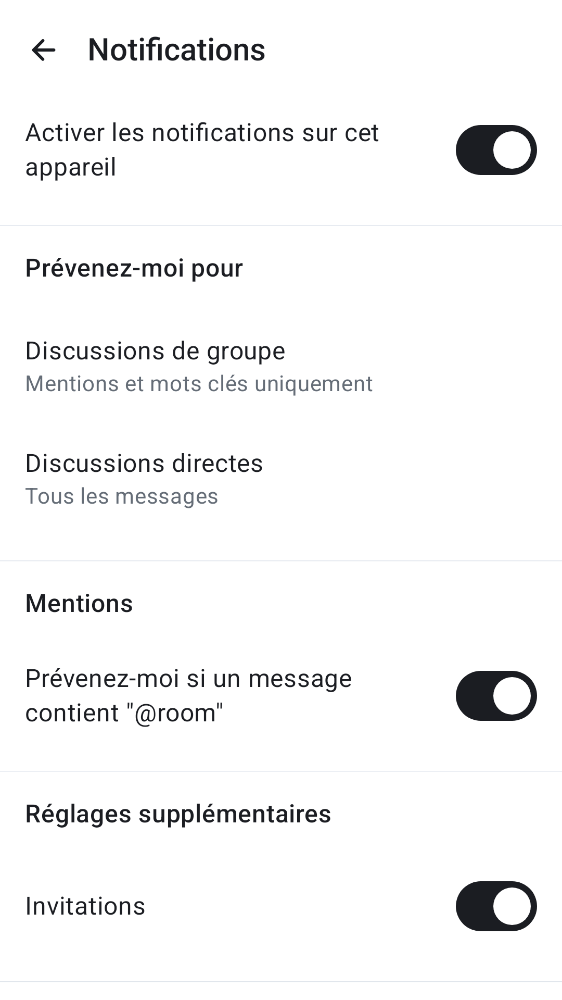 Notifications
Activer les notifications sur cet
appareil
Prévenez-moi pour
Discussions de groupe
Mentions et mots clés uniquement
Discussions directes
Tous les messages
Mentions
Prévenez-moi si un message
contient "@room"
Réglages supplémentaires
Invitations